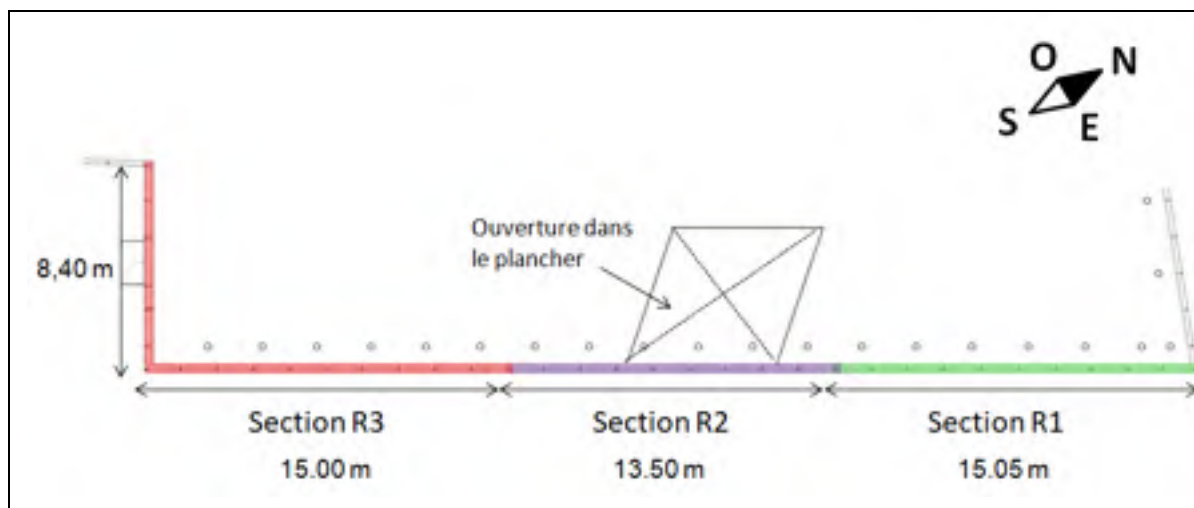 O N
S E
Ouverture dans
le plancher
8,40 m
Section R3 Section R2 Section R1
15.00 m 13.50 m 15.05 m